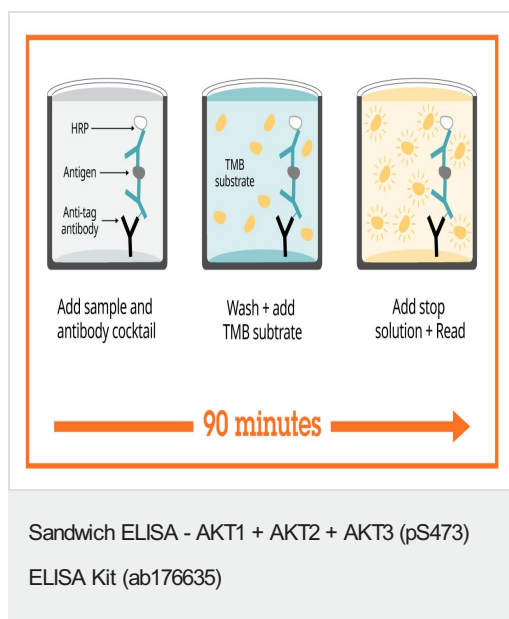 HRP
Antigen
Anti-tag
antibody
TMB
substrate
Add sample and
antibody cocktail
Wash + add
TMB subtrate
Add stop
solution + Read
90 minutes
Sandwich ELISA - AKT1 + AKT2 + AKT3 (pS473)
ELISA Kit (ab176635)